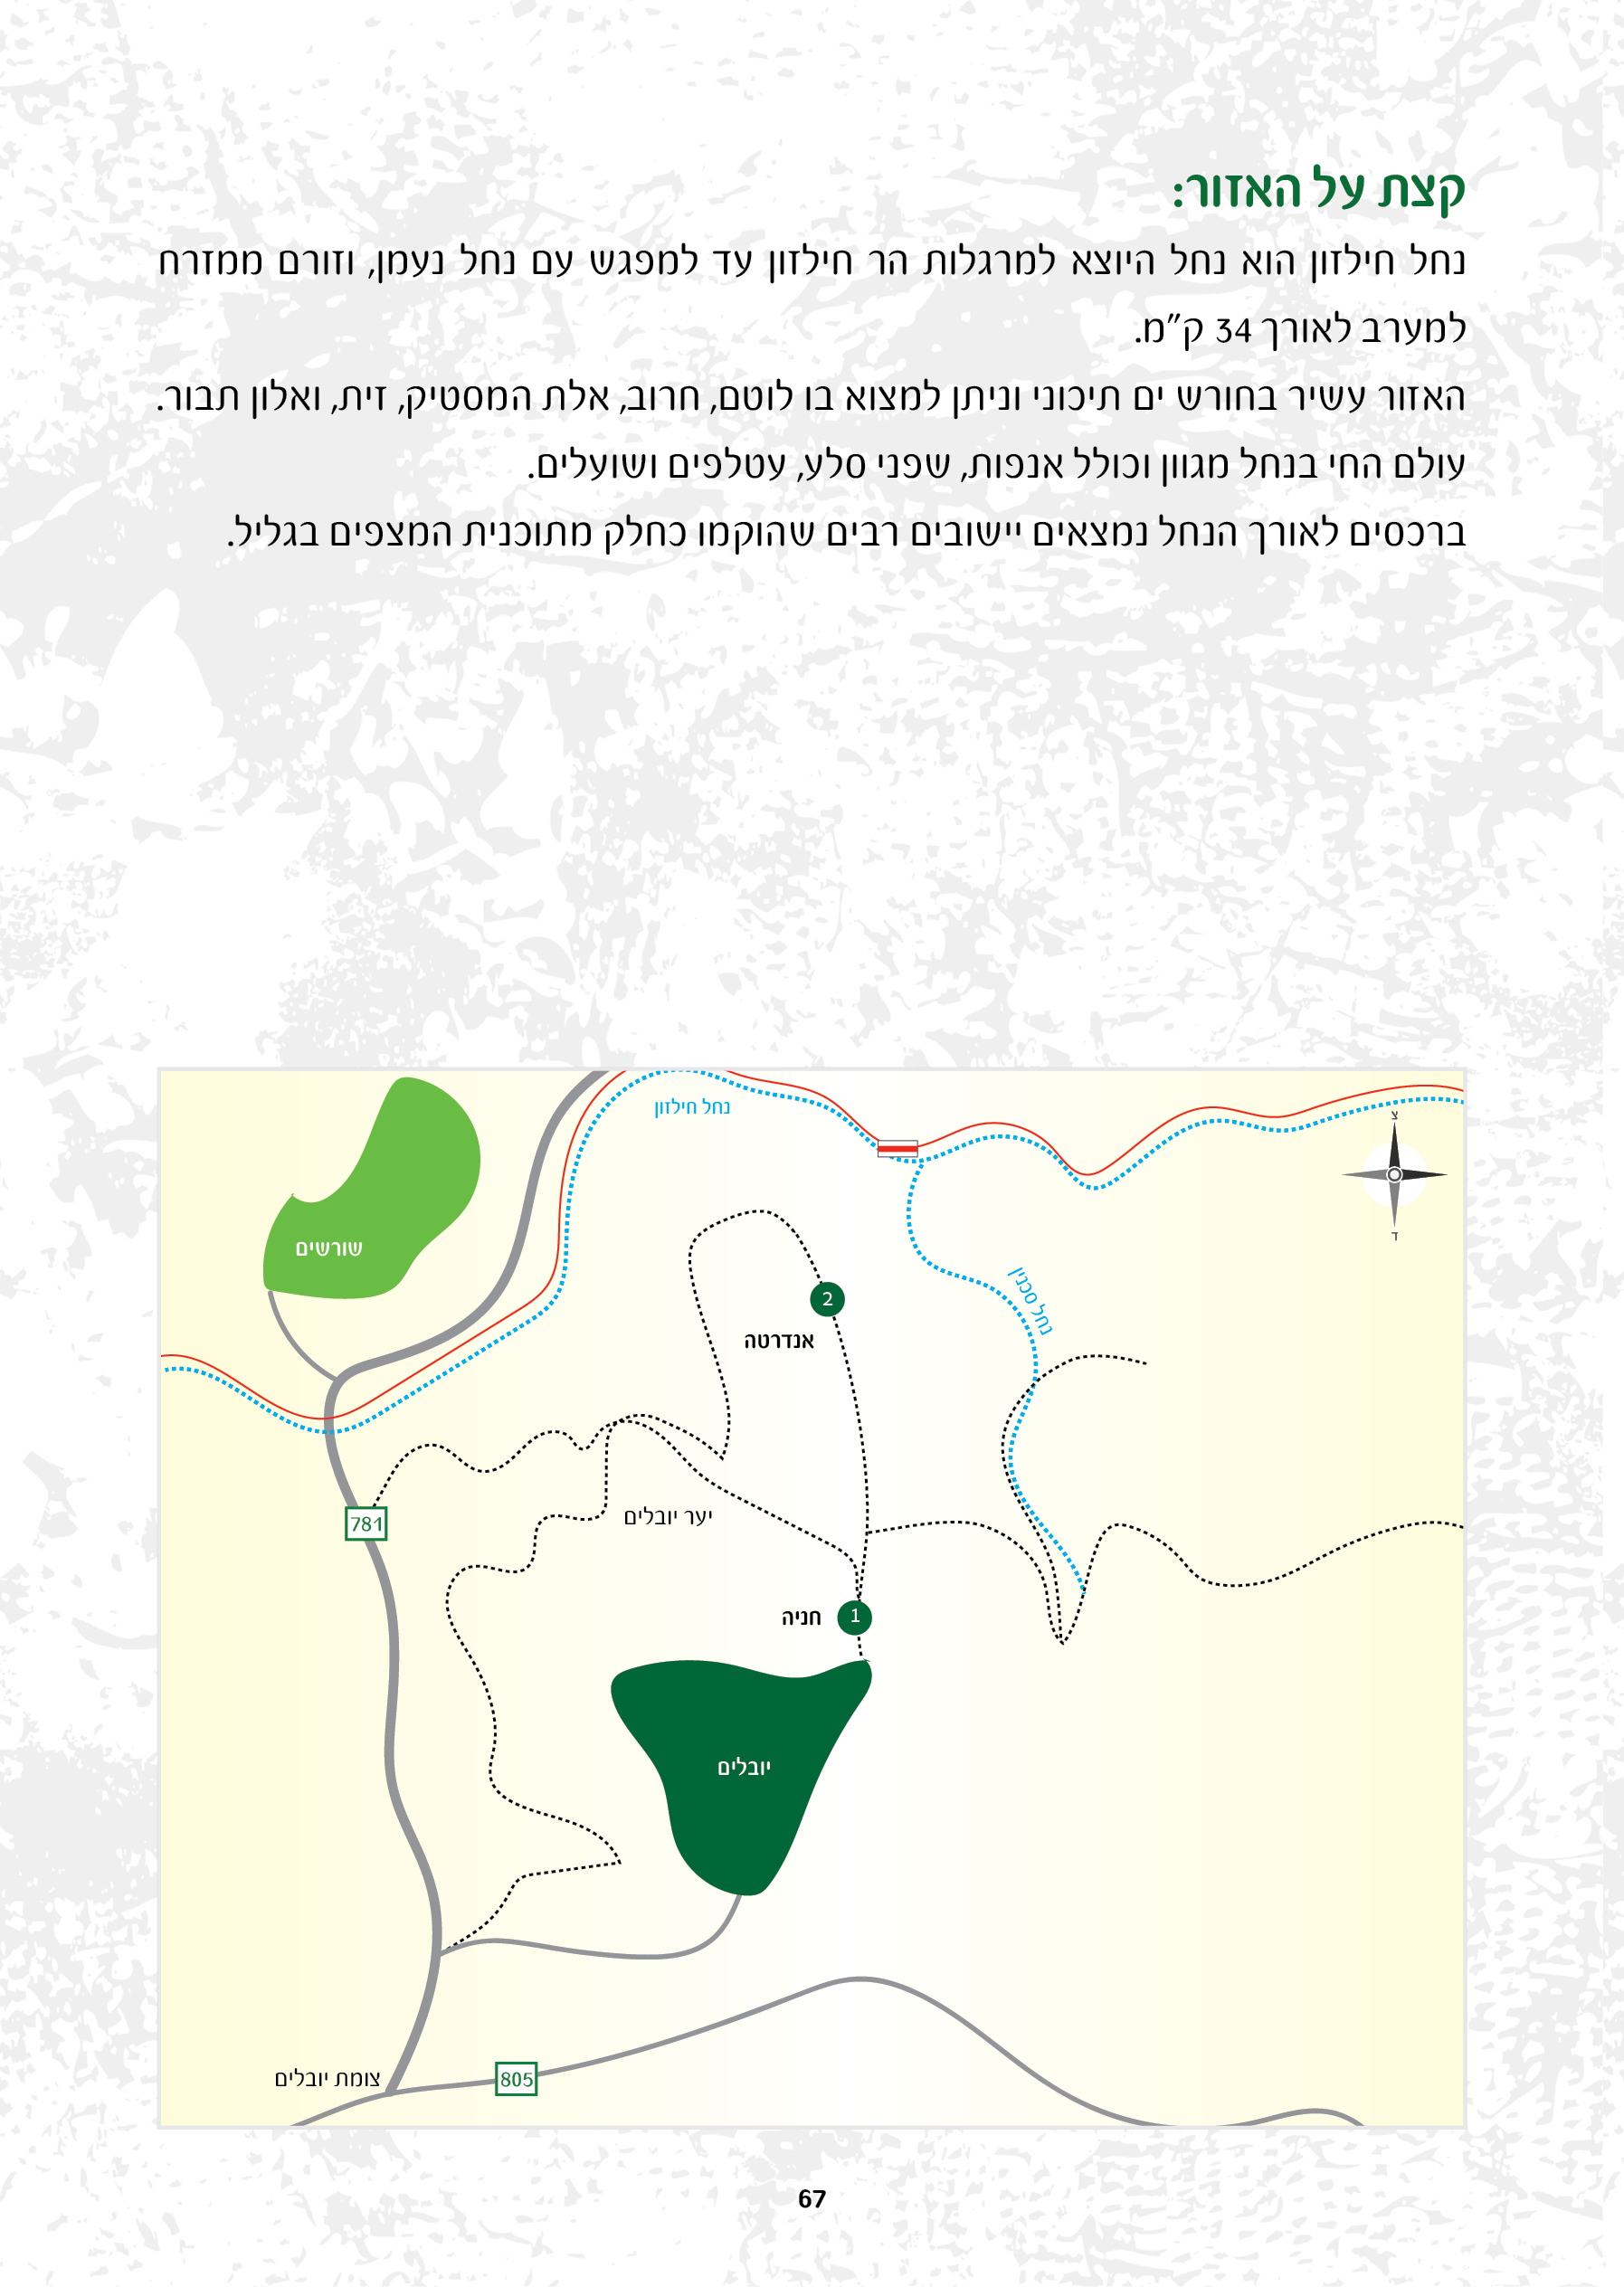 קצת על האזור:
נחל חילזון הוא נחל היוצא למרגלות הר חילזון עד למפגש עם נחל נעמן, וזורם ממזרח
למערב לאורך 34 ק"מ.
האזור עשיר בחורש ים תיכוני וניתן למצוא בו לוטם, חרוב, אלת המסטיק, זית, ואלון תבור.
עולם החי בנחל מגוון וכולל אנפות, שפני סלע, עטלפים ושועלים.
ברכסים לאורך הנחל נמצאים יישובים רבים שהוקמו כחלק מתוכנית המצפים בגליל.
נחל חילזון
צ
ד
שורשים
נחל סכנין
2
אנדרטה
781
יער יובלים
1
חניה
יובלים
צומת יובלים
805
67